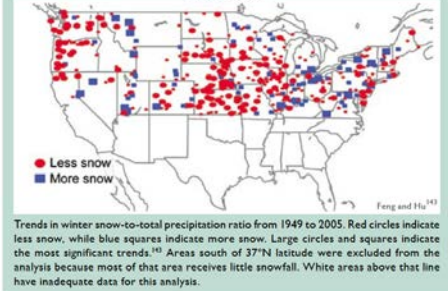 Less snow
More snow
Feng and Hu¹⁴³
Trends in winter snow-to-total precipitation ratio from 1949 to 2005. Red circles indicate
less snow, while blue squares indicate more snow. Large circles and squares indicate
the most significant trends.¹⁴³ Areas south of 37°N latitude were excluded from the
analysis because most of that area receives little snowfall. White areas above that line
have inadequate data for this analysis.